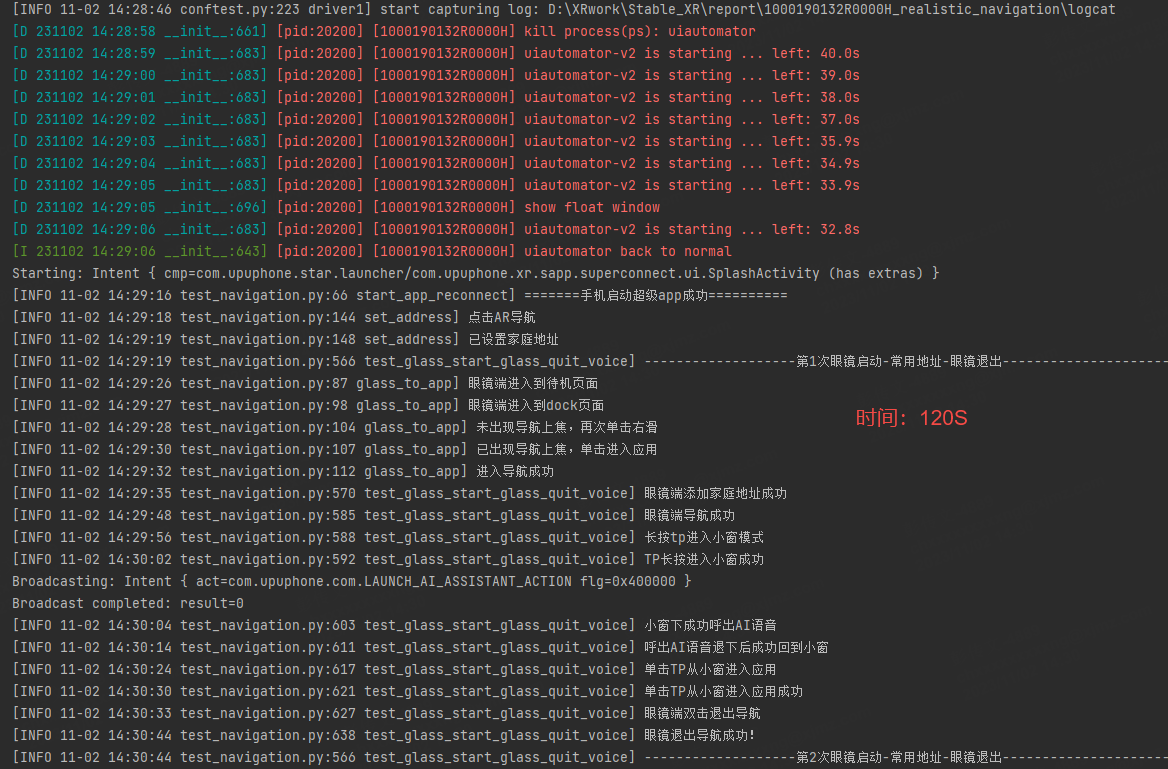 [INFO 11-02 14:28:46 conftest.py:223 driver1] start capturing log: D:\XRwork\Stable_XR\report\1000190132R0000H_realistic_navigation\logcat
[D 231102 14:28:58 __init__:661] [pid:20200] [1000190132R0000H] kill process(ps): uiautomator
[D 231102 14:28:59 __init__:683] [pid:20200] [1000190132R0000H] uiautomator-v2 is starting ... left: 40.0s
[D 231102 14:29:00 __init__:683] [pid:20200] [1000190132R0000H] uiautomator-v2 is starting ... left: 39.0s
[D 231102 14:29:01 __init__:683] [pid:20200] [1000190132R0000H] uiautomator-v2 is starting ... left: 38.0s
[D 231102 14:29:02 __init__:683] [pid:20200] [1000190132R0000H] uiautomator-v2 is starting ... left: 37.0s
[D 231102 14:29:03 __init__:683] [pid:20200] [1000190132R0000H] uiautomator-v2 is starting ... left: 35.9s
[D 231102 14:29:04 __init__:683] [pid:20200] [1000190132R0000H] uiautomator-v2 is starting ... left: 34.9s
[D 231102 14:29:05 __init__:683] [pid:20200] [1000190132R0000H] uiautomator-v2 is starting ... left: 33.9s
[D 231102 14:29:05 __init__:696] [pid:20200] [1000190132R0000H] show float window
[D 231102 14:29:06 __init__:683] [pid:20200] [1000190132R0000H] uiautomator-v2 is starting ... left: 32.8s
[I 231102 14:29:06 __init__:643] [pid:20200] [1000190132R0000H] uiautomator back to normal
Starting: Intent { cmp=com.upuphone.star.launcher/com.upuphone.xr.sapp.superconnect.ui.SplashActivity (has extras) }
[INFO 11-02 14:29:16 test_navigation.py:66 start_app_reconnect] =======手机启动超级app成功==========
[INFO 11-02 14:29:18 test_navigation.py:144 set_address] 点击AR导航
[INFO 11-02 14:29:19 test_navigation.py:148 set_address] 已设置家庭地址
[INFO 11-02 14:29:19 test_navigation.py:566 test_glass_start_glass_quit_voice] -------------------第1次眼镜启动-常用地址-眼镜退出---------------------
[INFO 11-02 14:29:26 test_navigation.py:87 glass_to_app] 眼镜端进入到待机页面
[INFO 11-02 14:29:27 test_navigation.py:98 glass_to_app] 眼镜端进入到dock页面
时间：120S
[INFO 11-02 14:29:28 test_navigation.py:104 glass_to_app] 未出现导航上焦，再次单击右滑
[INFO 11-02 14:29:30 test_navigation.py:107 glass_to_app] 已出现导航上焦，单击进入应用
[INFO 11-02 14:29:32 test_navigation.py:112 glass_to_app] 进入导航成功
[INFO 11-02 14:29:35 test_navigation.py:570 test_glass_start_glass_quit_voice] 眼镜端添加家庭地址成功
[INFO 11-02 14:29:48 test_navigation.py:585 test_glass_start_glass_quit_voice] 眼镜端导航成功
[INFO 11-02 14:29:56 test_navigation.py:588 test_glass_start_glass_quit_voice] 长按tp进入小窗模式
[INFO 11-02 14:30:02 test_navigation.py:592 test_glass_start_glass_quit_voice] TP长按进入小窗成功
Broadcasting: Intent { act=com.upuphone.com.LAUNCH_AI_ASSISTANT_ACTION flg=0x400000 }
Broadcast completed: result=0
[INFO 11-02 14:30:04 test_navigation.py:603 test_glass_start_glass_quit_voice] 小窗下成功呼出AI语音
[INFO 11-02 14:30:14 test_navigation.py:611 test_glass_start_glass_quit_voice] 呼出AI语音退下后成功回到小窗
[INFO 11-02 14:30:24 test_navigation.py:617 test_glass_start_glass_quit_voice] 单击TP从小窗进入应用
[INFO 11-02 14:30:30 test_navigation.py:621 test_glass_start_glass_quit_voice] 单击TP从小窗进入应用成功
[INFO 11-02 14:30:33 test_navigation.py:627 test_glass_start_glass_quit_voice] 眼镜端双击退出导航
[INFO 11-02 14:30:44 test_navigation.py:638 test_glass_start_glass_quit_voice] 眼镜退出导航成功!
[INFO 11-02 14:30:44 test_navigation.py:566 test_glass_start_glass_quit_voice] -------------------第2次眼镜启动-常用地址-眼镜退出---------------------